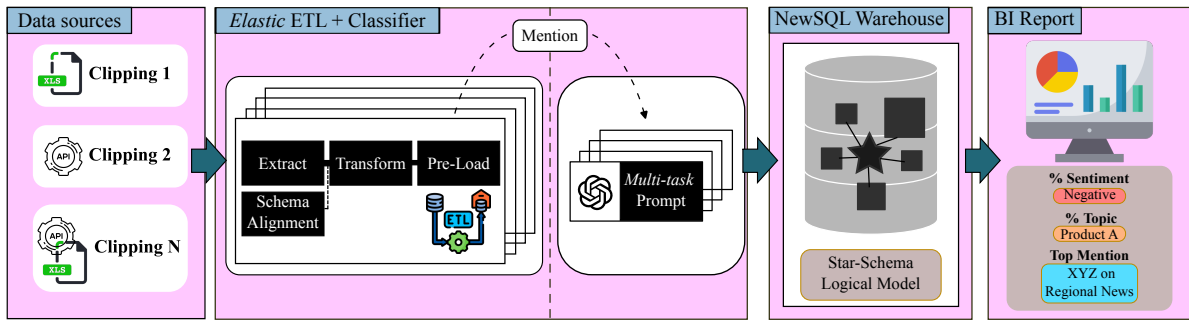 Data sources
XLS
Clipping 1
API
Clipping 2
API
XLS
Clipping N
Elastic ETL + Classifier
Mention
Extract
Transform
Pre-Load
Schema
Alignment
ETL
Multi-task
Prompt
NewSQL Warehouse
Star-Schema
Logical Model
BI Report
% Sentiment
Negative
% Topic
Product A
Top Mention
XYZ on
Regional News